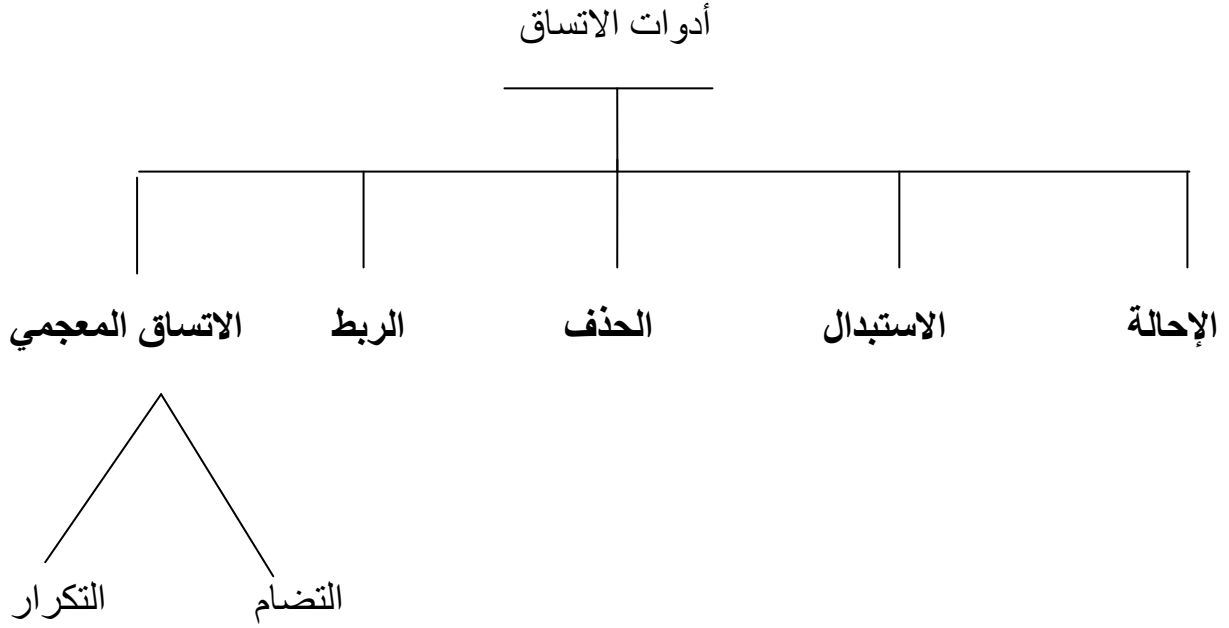 أدوات الاتساق
الإحالة الاستبدال الحذف الربط الاتساق المعجمي
التضام التكرار